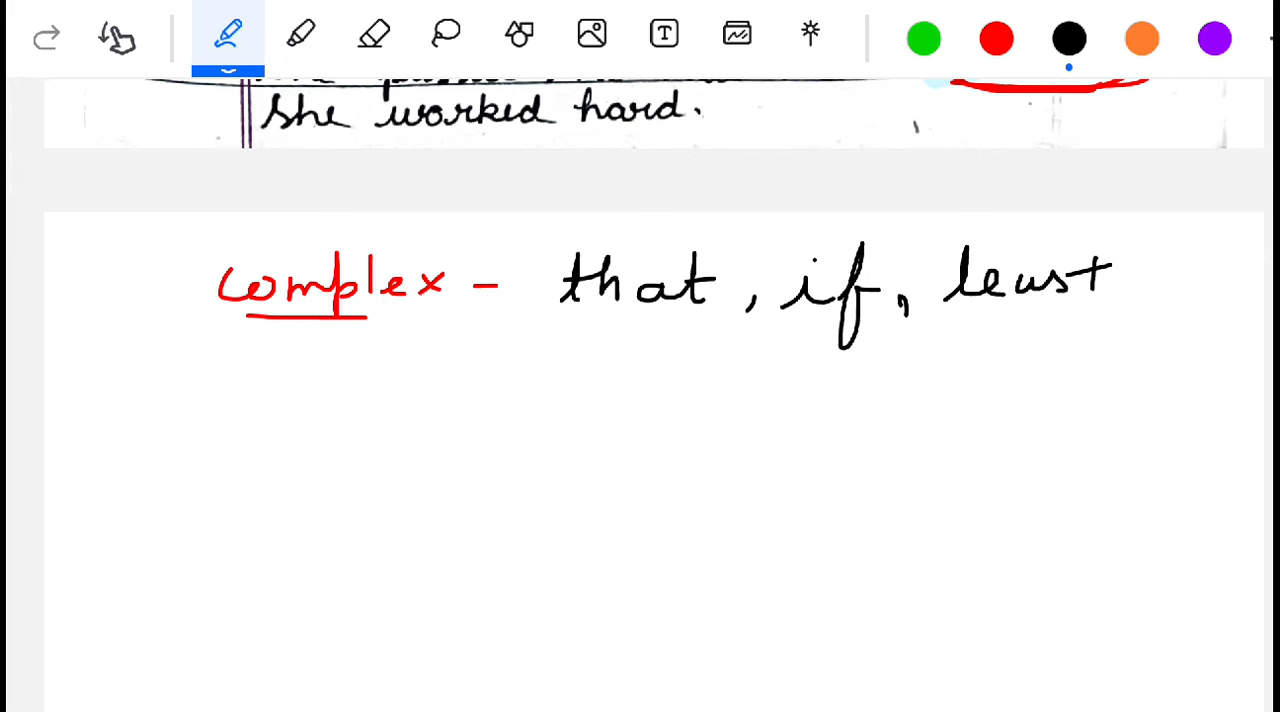 She worked hard.
complex - that, if, least